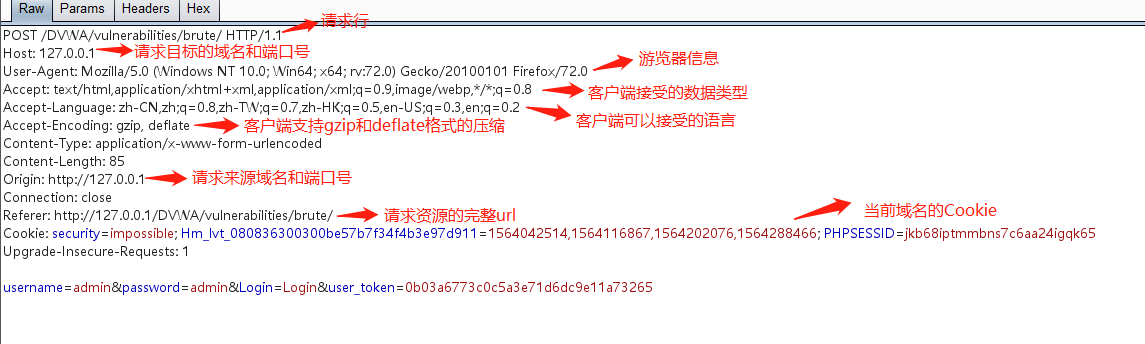 Raw Params Headers Hex
POST /DVWA/vulnerabilities/brute/ HTTP/1.1 请求行
Host: 127.0.0.1 请求目标的域名和端口号
User-Agent: Mozilla/5.0 (Windows NT 10.0; Win64; x64; rv:72.0) Gecko/20100101 Firefox/72.0 游览器信息
Accept: text/html,application/xhtml+xml,application/xml;q=0.9,image/webp,*/*;q=0.8 客户端接受的数据类型
Accept-Language: zh-CN,zh;q=0.8,zh-TW;q=0.7,zh-HK;q=0.5,en-US;q=0.3,en;q=0.2 客户端可以接受的语言
Accept-Encoding: gzip, deflate 客户端支持gzip和deflate格式的压缩
Content-Type: application/x-www-form-urlencoded
Content-Length: 85
Origin: http://127.0.0.1 请求来源域名和端口号
Connection: close
Referer: http://127.0.0.1/DVWA/vulnerabilities/brute/ 请求资源的完整url 当前域名的Cookie
Cookie: security=impossible; Hm_lvt_080836300300be57b7f34f4b3e97d911=1564042514,1564116867,1564202076,1564288466; PHPSESSID=jkb68iptmmbns7c6aa24igqk65
Upgrade-Insecure-Requests: 1
username=admin&password=admin&Login=Login&user_token=0b03a6773c0c5a3e71d6dc9e11a73265